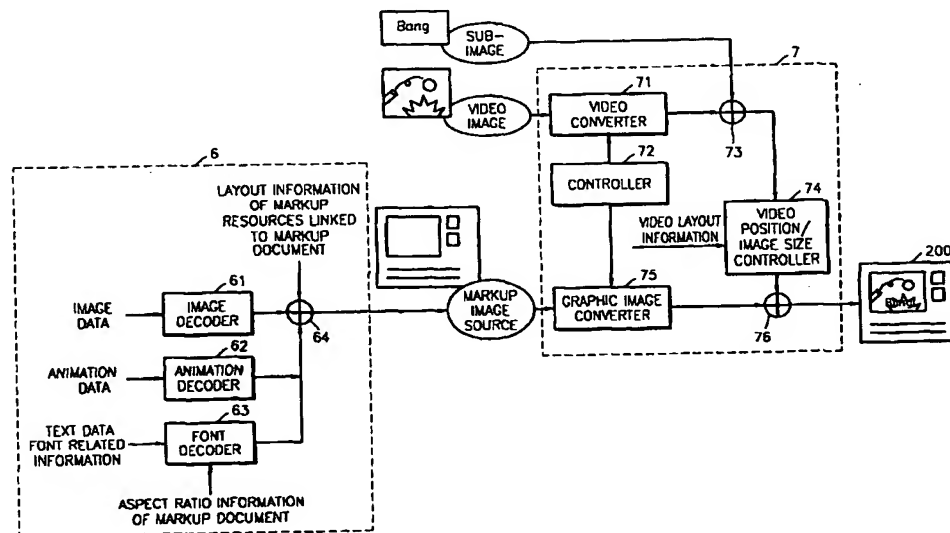 Bang
SUB-
IMAGE
VIDEO
IMAGE
7
71
VIDEO
CONVERTER
73
72
CONTROLLER
74
VIDEO
POSITION/
IMAGE SIZE
CONTROLLER
VIDEO LAYOUT
INFORMATION
75
GRAPHIC IMAGE
CONVERTER
76
200
BANG
6
LAYOUT INFORMATION
OF MARKUP
RESOURCES LINKED
TO MARKUP
DOCUMENT
MARKUP
IMAGE
SOURCE
IMAGE
DATA
61
IMAGE
DECODER
64
ANIMATION
DATA
62
ANIMATION
DECODER
TEXT DATA
FONT RELATED
INFORMATION
63
FONT
DECODER
ASPECT RATIO INFORMATION
OF MARKUP DOCUMENT